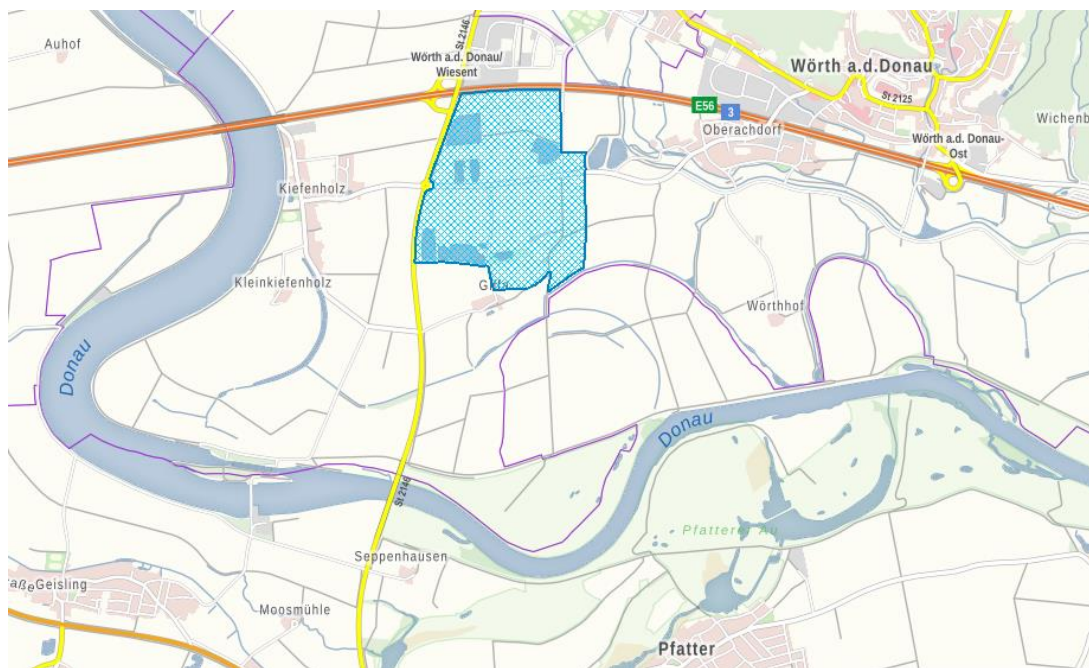 Auhof
St 2146
Wörth a.d. Donau/
Wiesent
Wörth a.d.Donau
St 2125
E56
3
Oberachdorf
Wichenb
Wörth a.d. Donau-
Ost
Kiefenholz
Kleinkiefenholz
Wörthhof
Donau
Donau
St 2146
Pfatterer Au
Seppenhausen
raße
Geisling
Moosmühle
Pfatter